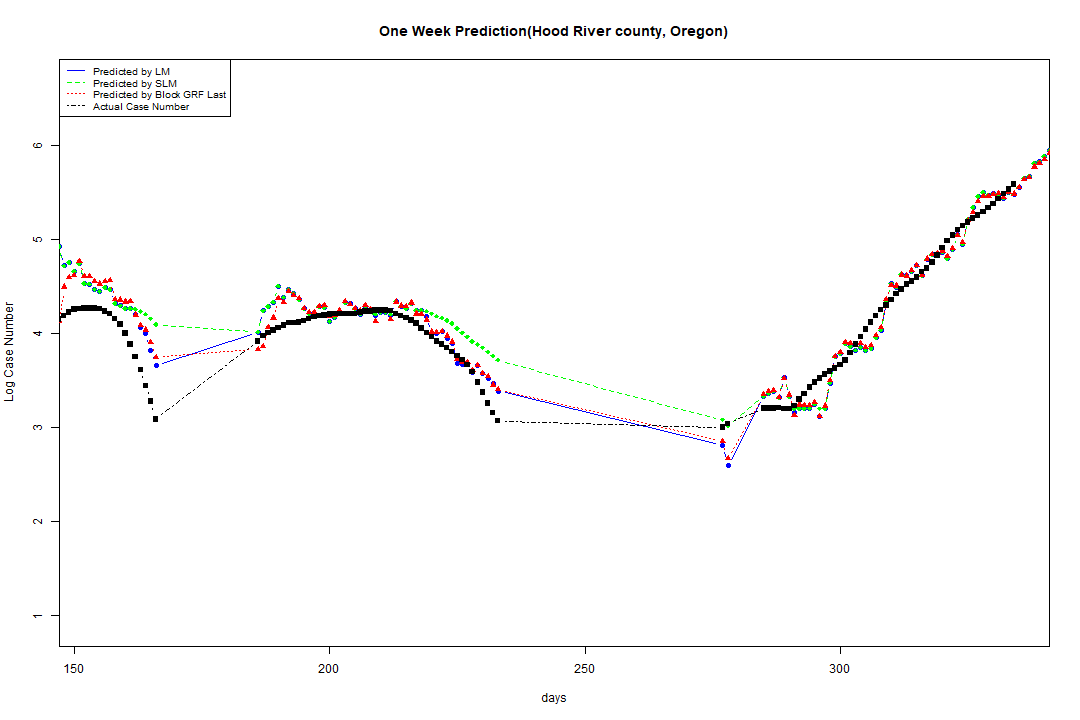 One Week Prediction(Hood River county, Oregon)
Predicted by LM
Predicted by SLM
Predicted by Block GRF Last
Actual Case Number
Log Case Number
6
5
4
3
2
1
150 200 250 300
days